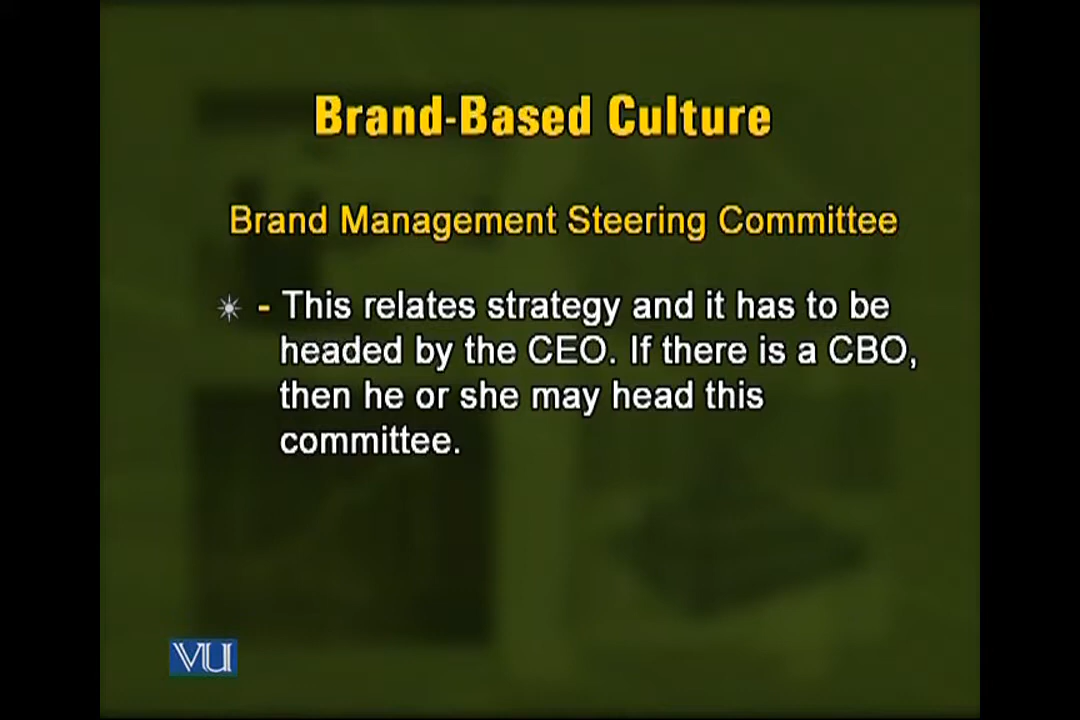 Brand-Based Culture
Brand Management Steering Committee
- This relates strategy and it has to be
headed by the CEO. If there is a CBO,
then he or she may head this
committee.
VU